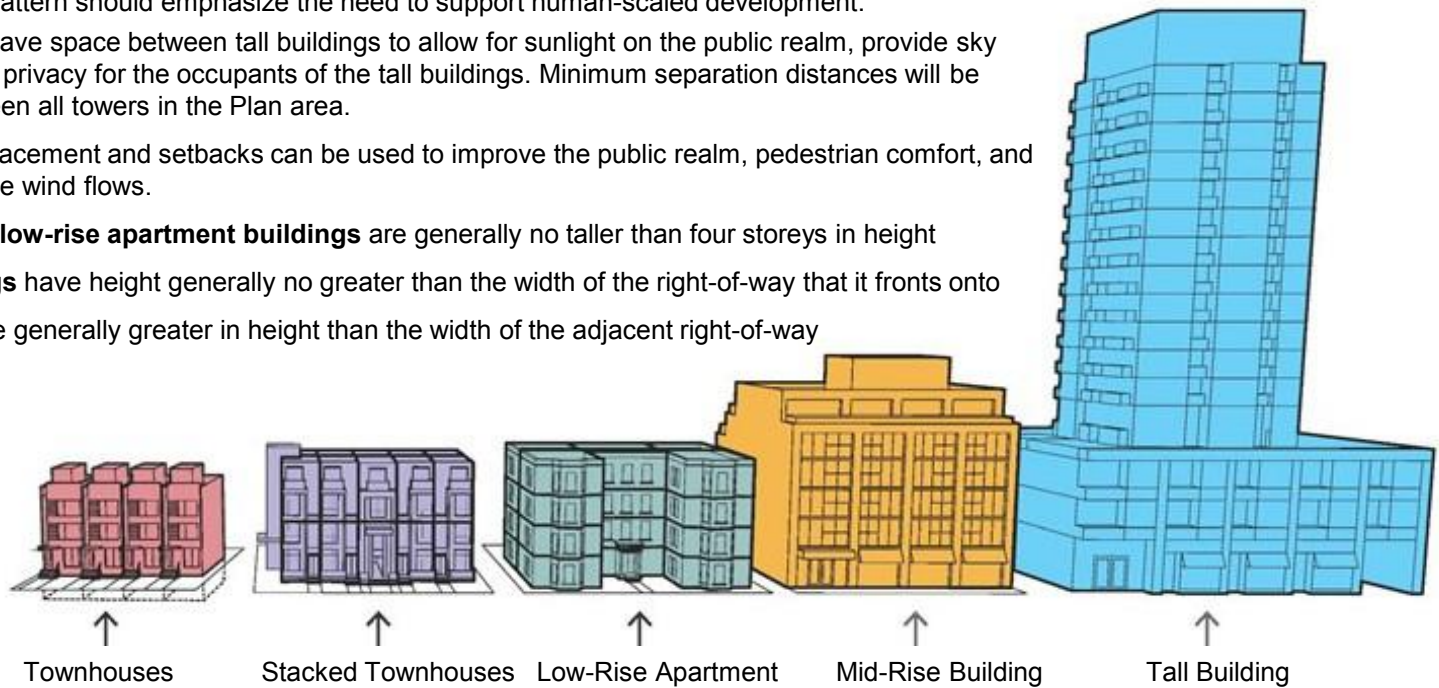 attern should emphasize the need to support human-scaled development.
ave space between tall buildings to allow for sunlight on the public realm, provide sky
privacy for the occupants of the tall buildings. Minimum separation distances will be
en all towers in the Plan area.
acement and setbacks can be used to improve the public realm, pedestrian comfort, and
e wind flows.
low-rise apartment buildings are generally no taller than four storeys in height
gs have height generally no greater than the width of the right-of-way that it fronts onto
e generally greater in height than the width of the adjacent right-of-way
Townhouses Stacked Townhouses Low-Rise Apartment Mid-Rise Building Tall Building